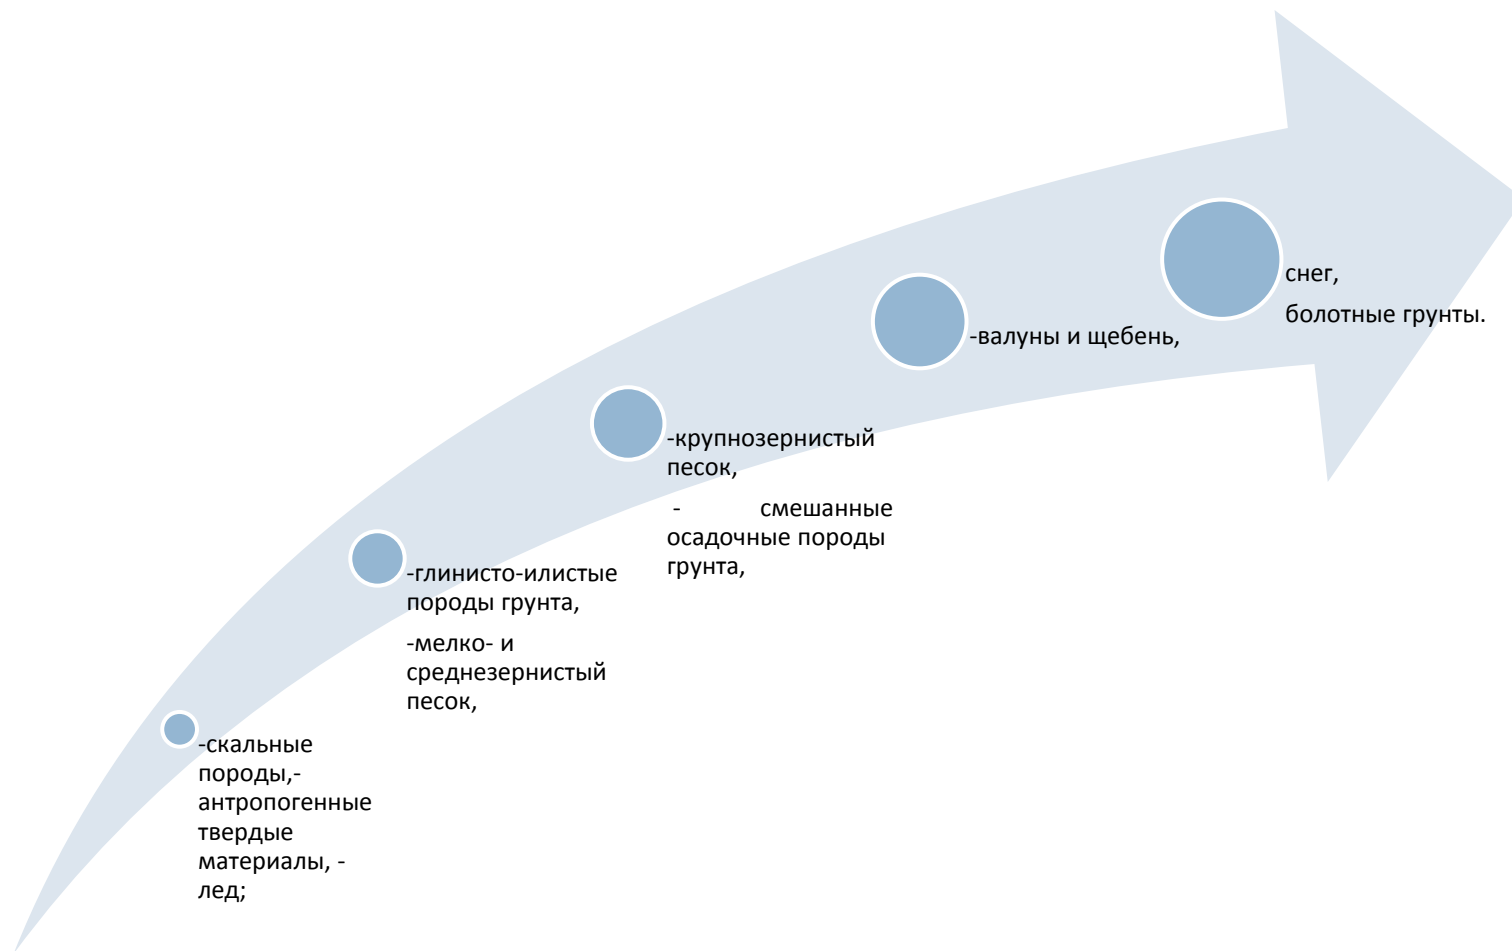 -скальные
породы,-
антропогенные
твердые
материалы, -
лед;
-глинисто-илистые
породы грунта,
-мелко- и
среднезернистый
песок,
-крупнозернистый
песок,
- смешанные
осадочные породы
грунта,
-валуны и щебень,
снег,
болотные грунты.